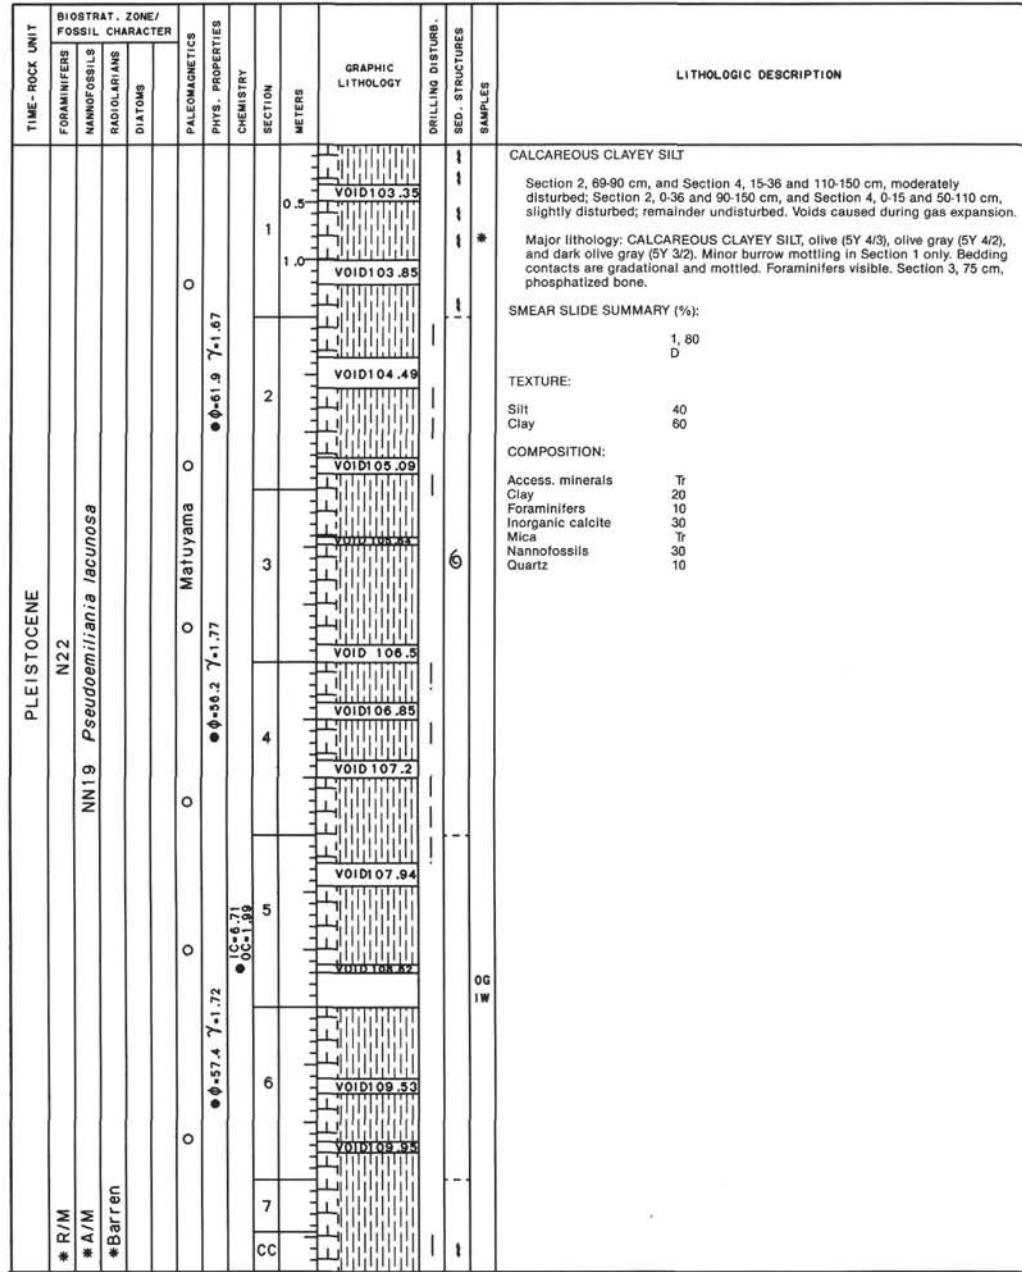 TIME-ROCK UNIT
BIOSTRAT. ZONE/
FOSSIL CHARACTER
FORAMINIFERS
NANNOFOSSILS
RADIOLARIANS
DIATOMS
PALEOMAGNETICS
PHYS. PROPERTIES
CHEMISTRY
SECTION
METERS
GRAPHIC
LITHOLOGY
DRILLING DISTURB.
SED. STRUCTURES
SAMPLES
LITHOLOGIC DESCRIPTION
PLEISTOCENE
N22
* R/M
NN19 Pseudoemiliania lacunosa
* A/M
*Barren
Matuyama
●Φ=61.9 γ=1.67
●Φ=56.2 γ=1.77
●Φ=57.4 γ=1.72
● IC=6.71
OC=1.99
1
2
3
4
5
6
7
CC
0.5
1.0
VOID103.35
VOID103.85
VOID104.49
VOID105.09
VOID 106.5
VOID106.85
VOID107.2
VOID107.94
VOID109.53
VOID109.95
*
OG
IW
CALCAREOUS CLAYEY SILT
Section 2, 69-90 cm, and Section 4, 15-36 and 110-150 cm, moderately
disturbed; Section 2, 0-36 and 90-150 cm, and Section 4, 0-15 and 50-110 cm,
slightly disturbed; remainder undisturbed. Voids caused during gas expansion.
Major lithology: CALCAREOUS CLAYEY SILT, olive (5Y 4/3), olive gray (5Y 4/2),
and dark olive gray (5Y 3/2). Minor burrow mottling in Section 1 only. Bedding
contacts are gradational and mottled. Foraminifers visible. Section 3, 75 cm,
phosphatized bone.
SMEAR SLIDE SUMMARY (%):
1, 80
D
TEXTURE:
Silt 40
Clay 60
COMPOSITION:
Access. minerals Tr
Clay 20
Foraminifers 10
Inorganic calcite 30
Mica Tr
Nannofossils 30
Quartz 10